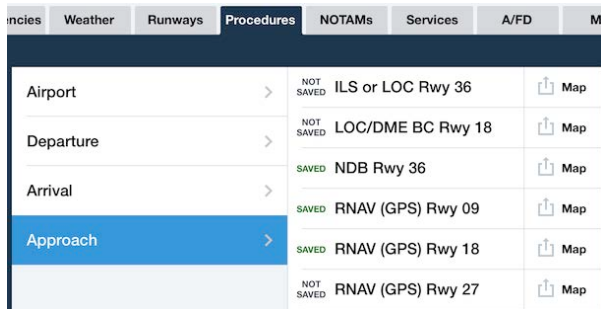 ncies Weather Runways Procedures NOTAMs Services A/FD M
Airport
Departure
Arrival
Approach
NOT SAVED ILS or LOC Rwy 36 Map
NOT SAVED LOC/DME BC Rwy 18 Map
SAVED NDB Rwy 36 Map
SAVED RNAV (GPS) Rwy 09 Map
SAVED RNAV (GPS) Rwy 18 Map
NOT SAVED RNAV (GPS) Rwy 27 Map